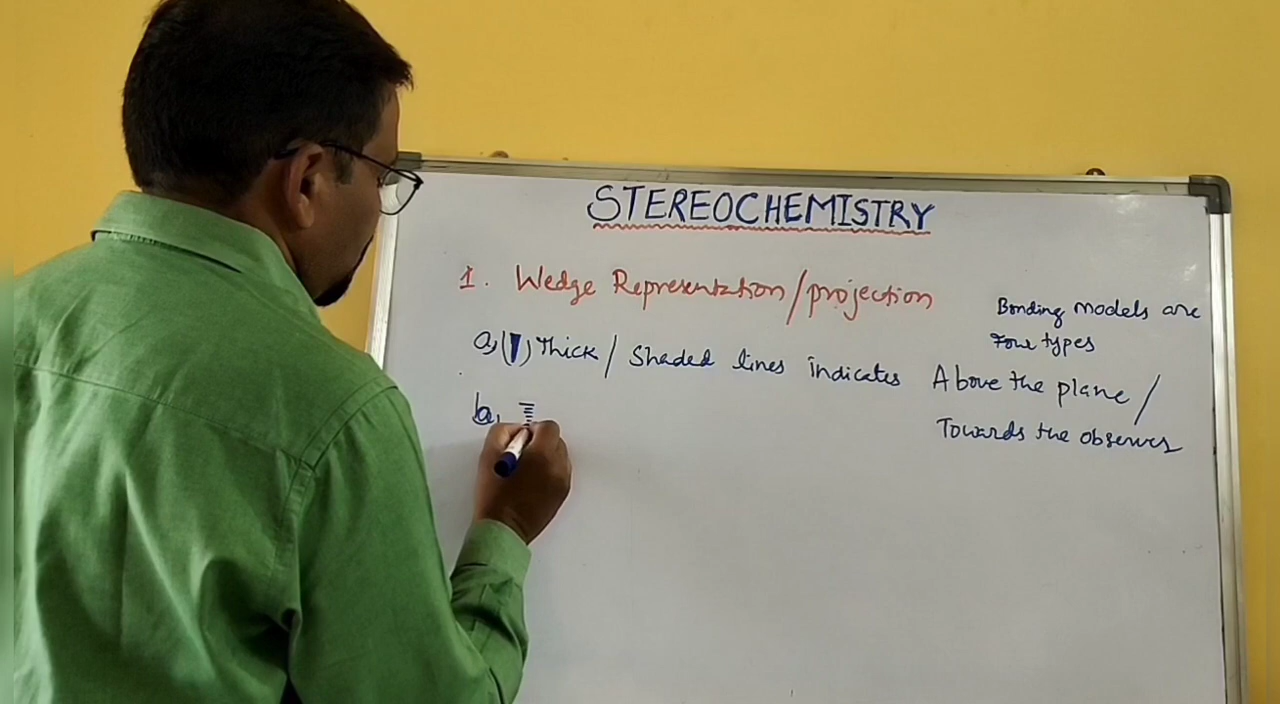 STEREOCHEMISTRY
1. Wedge Representation/projection
Bonding models are
Four types
a, ( ) Thick / Shaded lines indicates Above the plane /
Towards the observer
b,